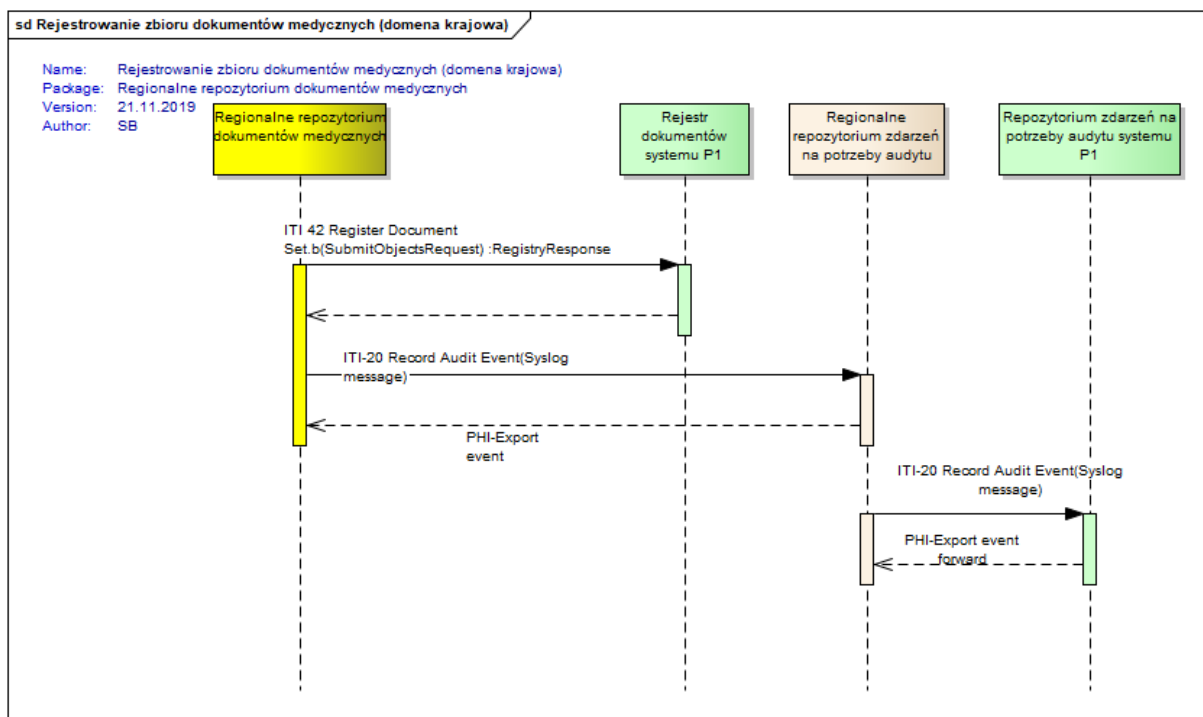 sd Rejestrowanie zbioru dokumentów medycznych (domena krajowa)
Name: Rejestrowanie zbioru dokumentów medycznych (domena krajowa)
Package: Regionalne repozytorium dokumentów medycznych
Version: 21.11.2019
Author: SB
Regionalne repozytorium
dokumentów medycznych
Rejestr
dokumentów
systemu P1
Regionalne
repozytorium zdarzeń
na potrzeby audytu
Repozytorium zdarzeń na
potrzeby audytu systemu
P1
ITI 42 Register Document
Set.b(SubmitObjectsRequest) :RegistryResponse
ITI-20 Record Audit Event(Syslog
message)
PHI-Export
event
ITI-20 Record Audit Event(Syslog
message)
PHI-Export event
forward